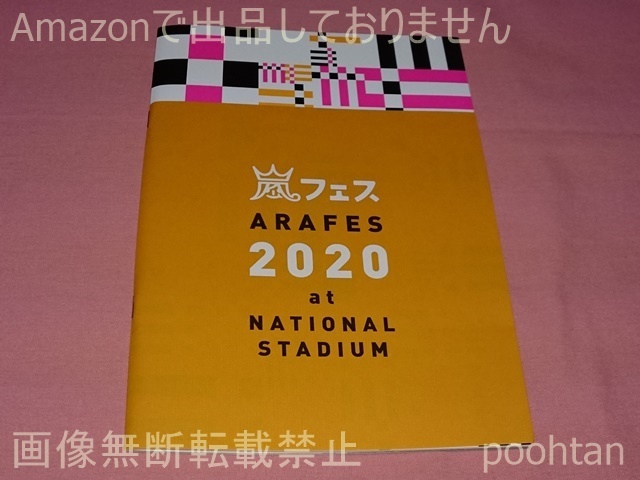 Amazonで出品しておりません
嵐フェス
ARAFES
2020
at
NATIONAL
STADIUM
画像無断転載禁止
poohtan